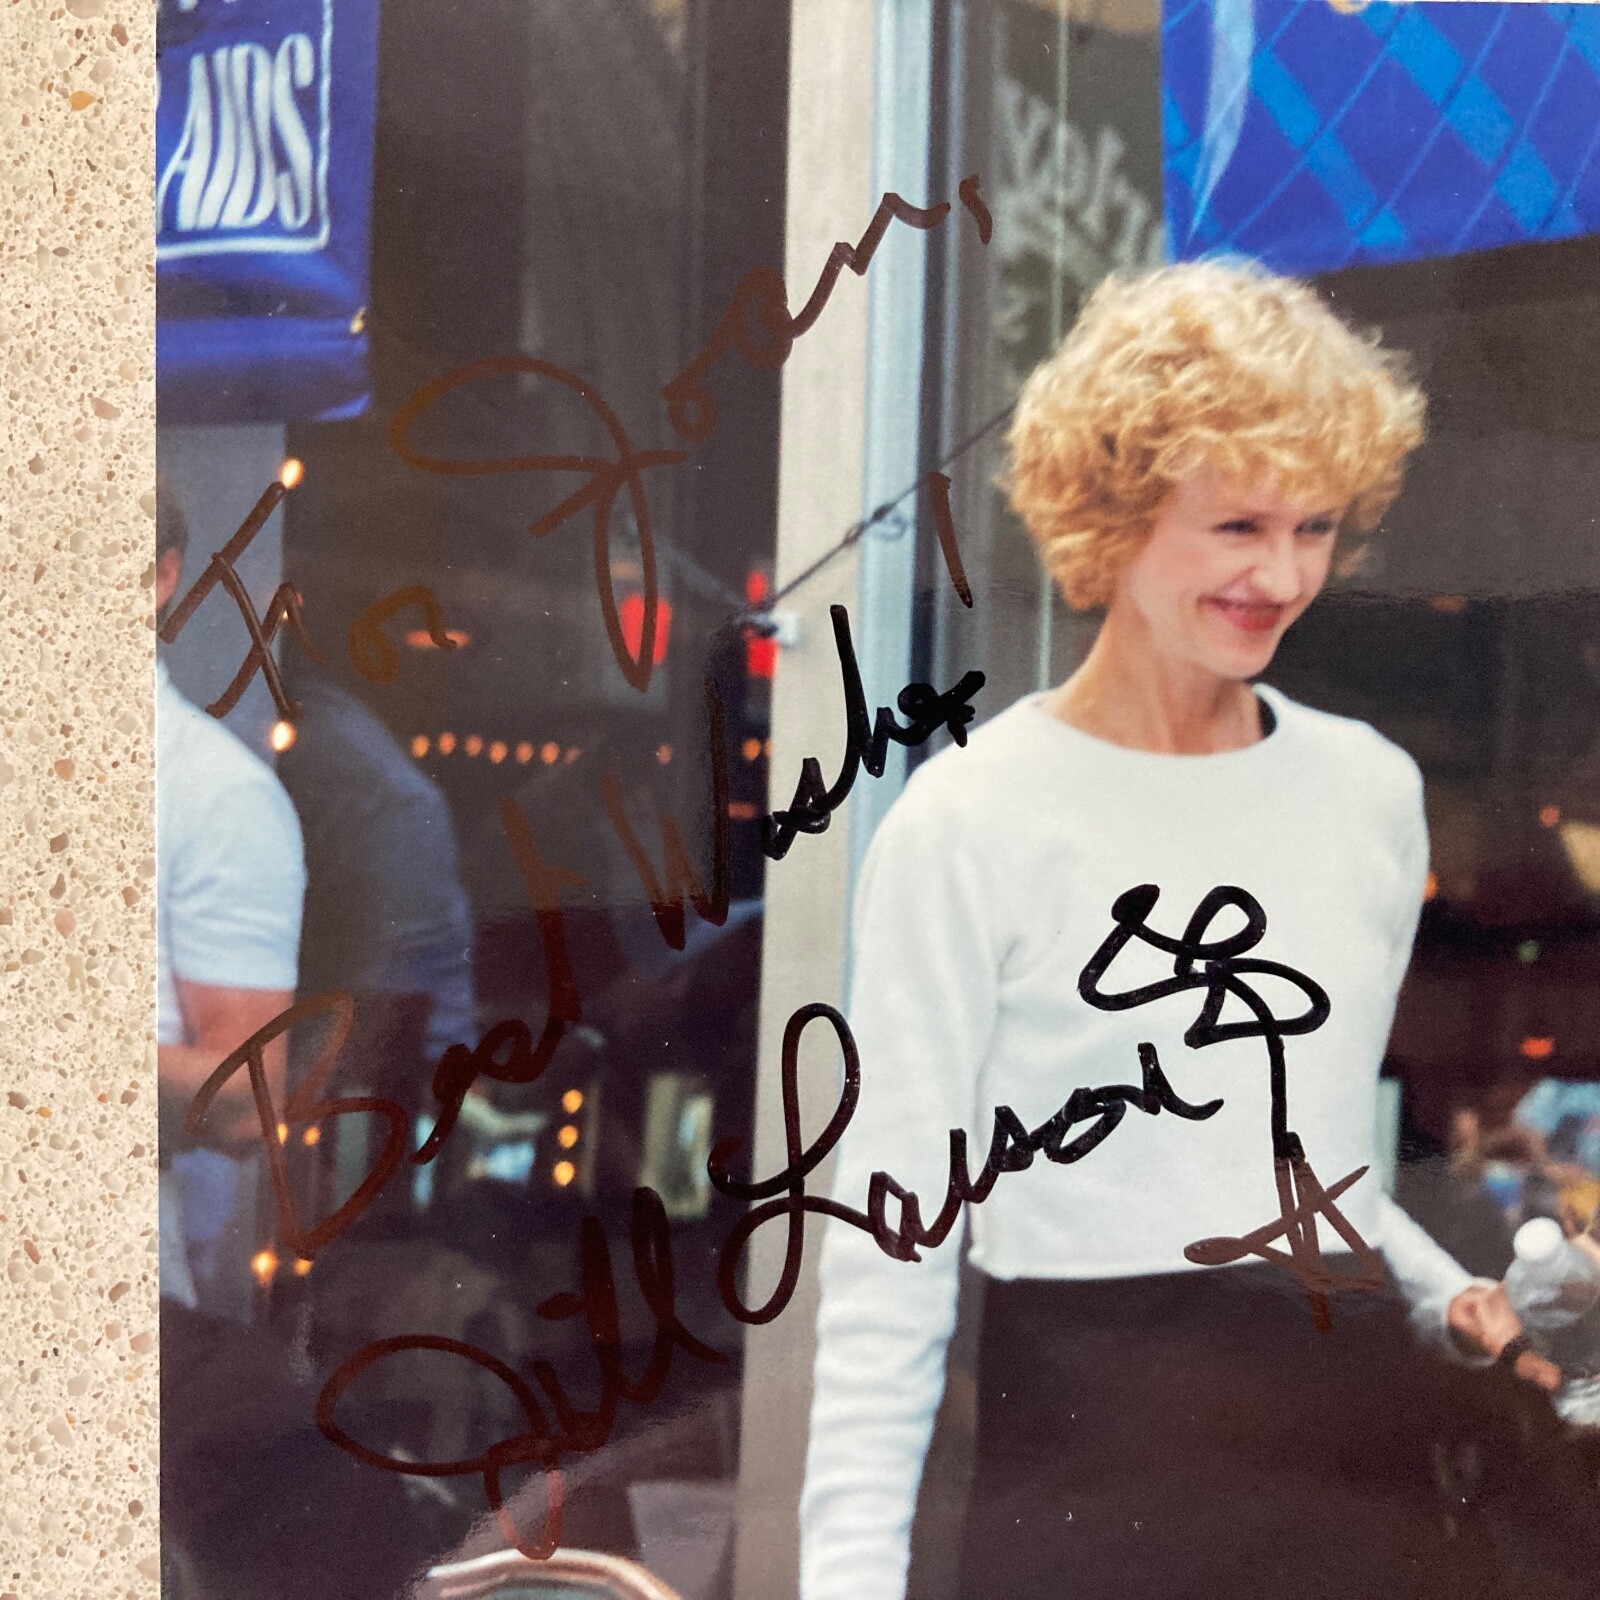 AIDS
For Joan,
Best Wishes!
Jill Larson